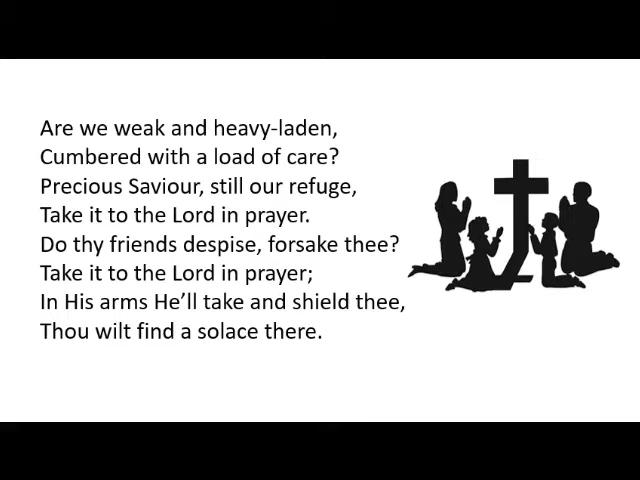 Are we weak and heavy-laden,
Cumbered with a load of care?
Precious Saviour, still our refuge,
Take it to the Lord in prayer.
Do thy friends despise, forsake thee?
Take it to the Lord in prayer;
In His arms He’ll take and shield thee,
Thou wilt find a solace there.